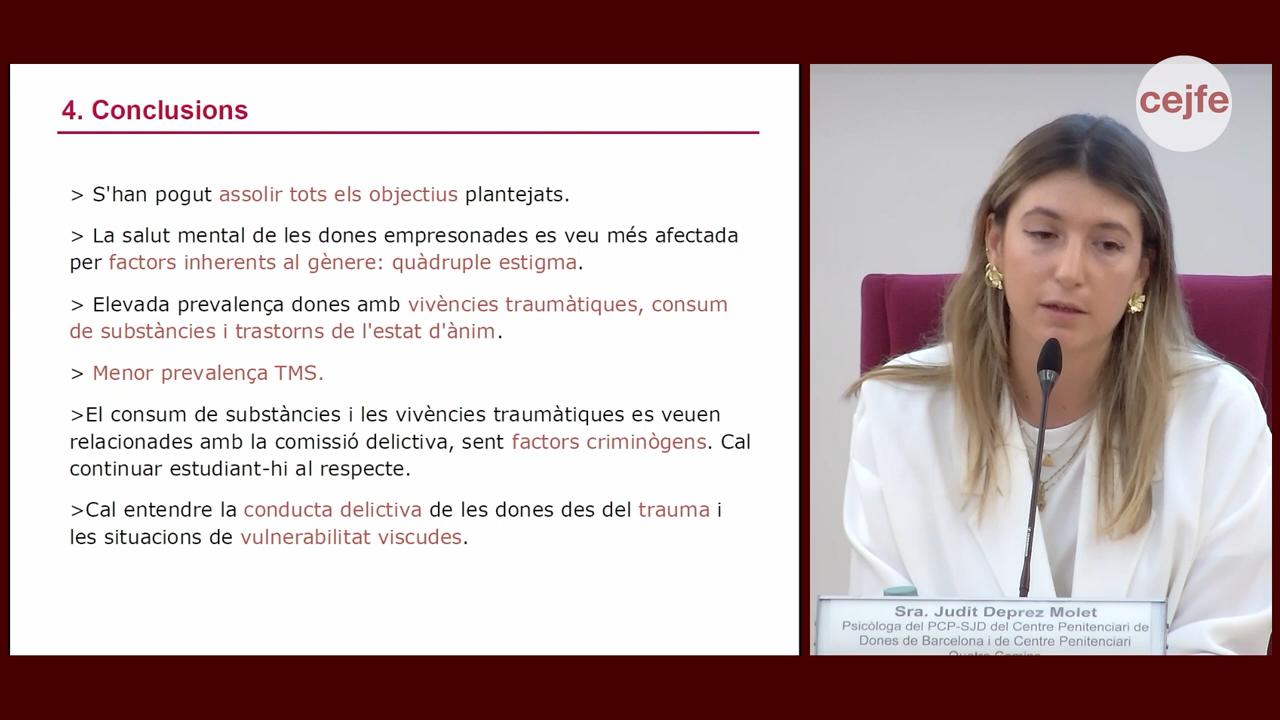 4. Conclusions
> S'han pogut assolir tots els objectius plantejats.
> La salut mental de les dones empresonades es veu més afectada
per factors inherents al gènere: quàdruple estigma.
> Elevada prevalença dones amb vivències traumàtiques, consum
de substàncies i trastorns de l'estat d'ànim.
> Menor prevalença TMS.
>El consum de substàncies i les vivències traumàtiques es veuen
relacionades amb la comissió delictiva, sent factors criminògens. Cal
continuar estudiant-hi al respecte.
>Cal entendre la conducta delictiva de les dones des del trauma i
les situacions de vulnerabilitat viscudes.
cejfe
Sra. Judit Deprez Molet
Psicòloga del PCP-SJD del Centre Penitenciari de
Dones de Barcelona i de Centre Penitenciari